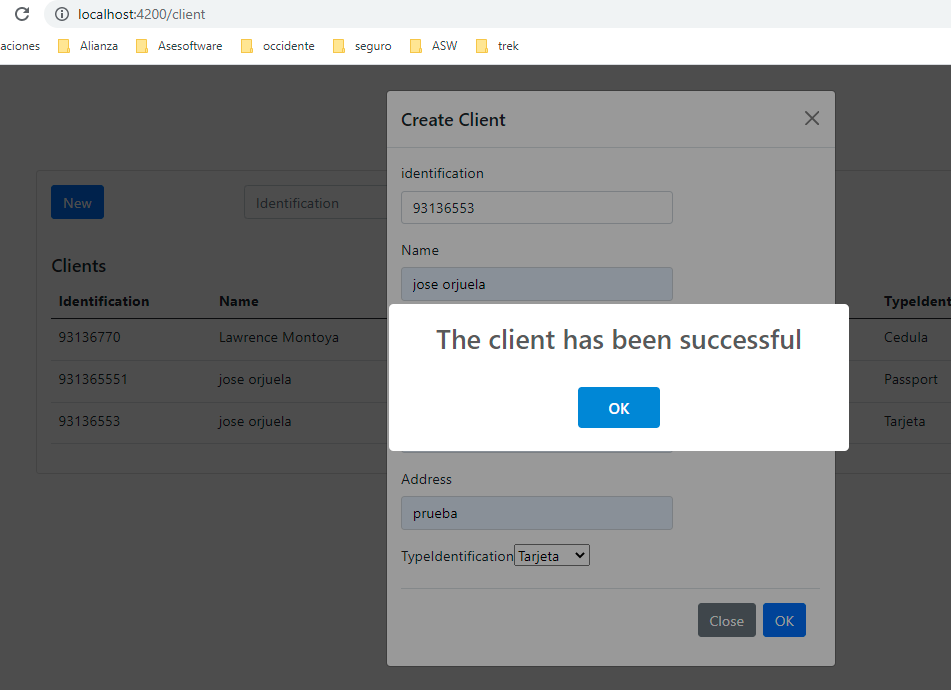 localhost:4200/client
aciones Alianza Asesoftware occidente seguro ASW trek
Create Client
identification
93136553
Name
jose orjuela
New Identification
Clients
Identification Name TypeIdent
93136770 Lawrence Montoya Cedula
931365551 jose orjuela Passport
93136553 jose orjuela Tarjeta
The client has been successful
OK
Address
prueba
TypeIdentification Tarjeta
Close OK